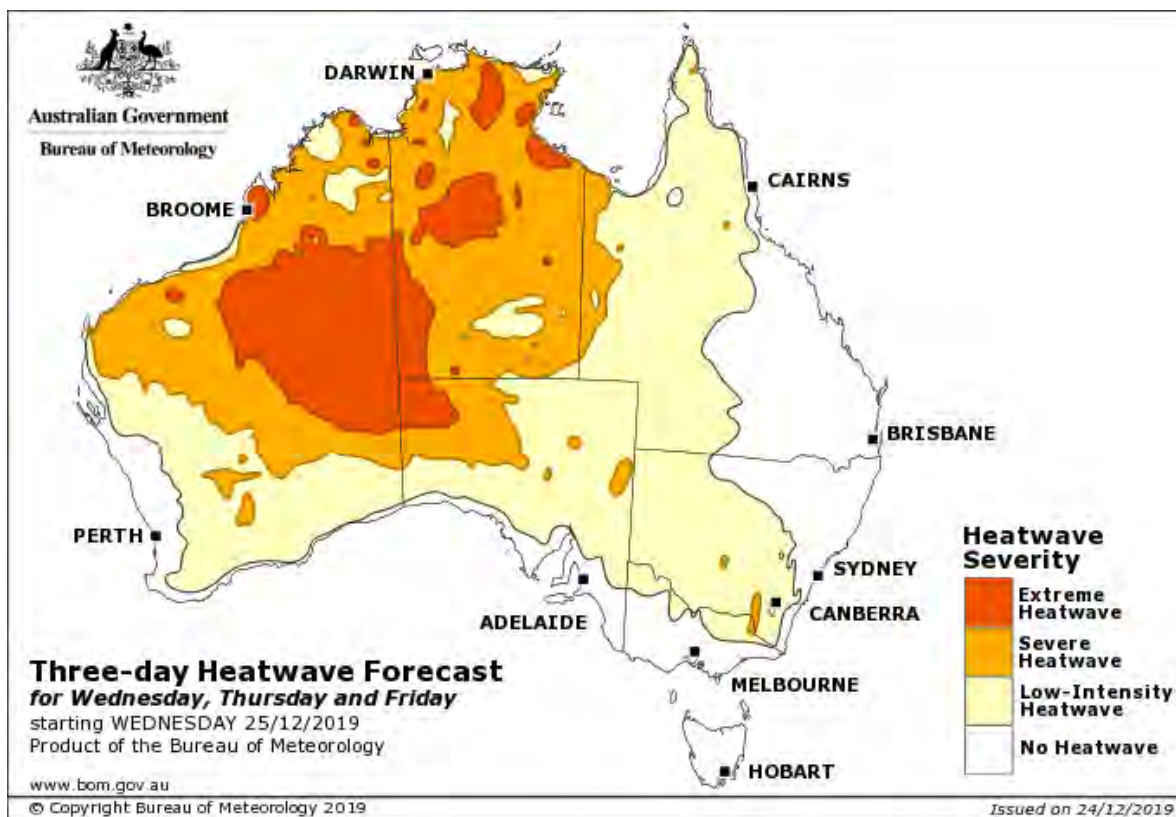 Australian Government
Bureau of Meteorology
DARWIN
BROOME
CAIRNS
BRISBANE
PERTH
SYDNEY
ADELAIDE
CANBERRA
MELBOURNE
HOBART
Heatwave
Severity
Extreme
Heatwave
Severe
Heatwave
Low-Intensity
Heatwave
No Heatwave
Three-day Heatwave Forecast
for Wednesday, Thursday and Friday
starting WEDNESDAY 25/12/2019
Product of the Bureau of Meteorology
www.bom.gov.au
© Copyright Bureau of Meteorology 2019
Issued on 24/12/2019